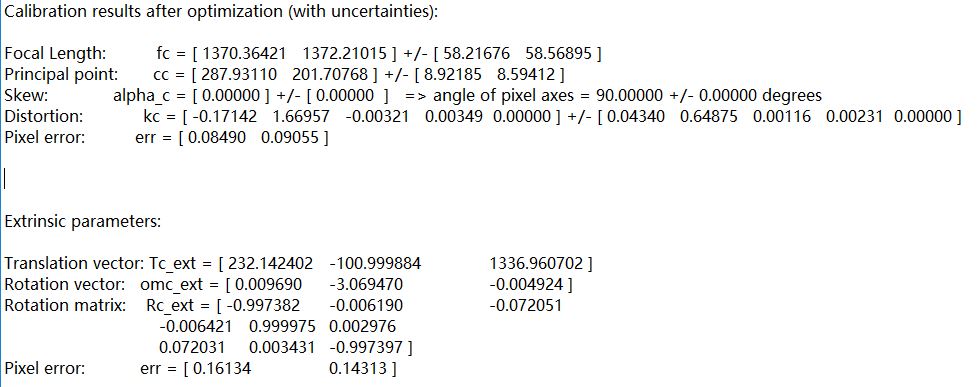 Calibration results after optimization (with uncertainties):
Focal Length: fc = [ 1370.36421 1372.21015 ] +/- [ 58.21676 58.56895 ]
Principal point: cc = [ 287.93110 201.70768 ] +/- [ 8.92185 8.59412 ]
Skew: alpha_c = [ 0.00000 ] +/- [ 0.00000 ] => angle of pixel axes = 90.00000 +/- 0.00000 degrees
Distortion: kc = [ -0.17142 1.66957 -0.00321 0.00349 0.00000 ] +/- [ 0.04340 0.64875 0.00116 0.00231 0.00000 ]
Pixel error: err = [ 0.08490 0.09055 ]
Extrinsic parameters:
Translation vector: Tc_ext = [ 232.142402 -100.999884 1336.960702 ]
Rotation vector: omc_ext = [ 0.009690 -3.069470 -0.004924 ]
Rotation matrix: Rc_ext = [ -0.997382 -0.006190 -0.072051
-0.006421 0.999975 0.002976
0.072031 0.003431 -0.997397 ]
Pixel error: err = [ 0.16134 0.14313 ]